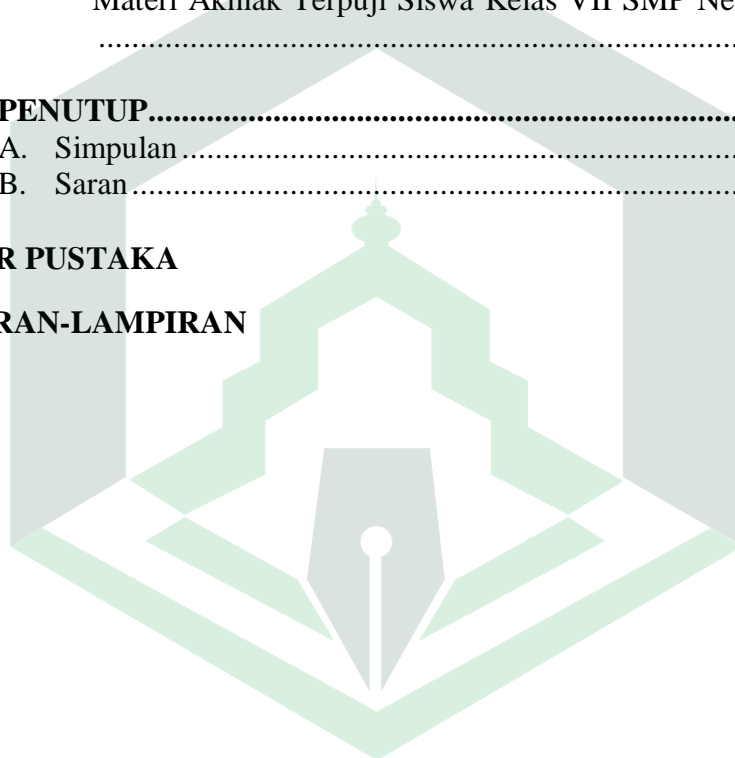 Materi Akhlak Terpuji Siswa Kelas VII SMP Ne
................................................................................
PENUTUP................................................................................
A. Simpulan................................................................................
B. Saran................................................................................
R PUSTAKA
RAN-LAMPIRAN